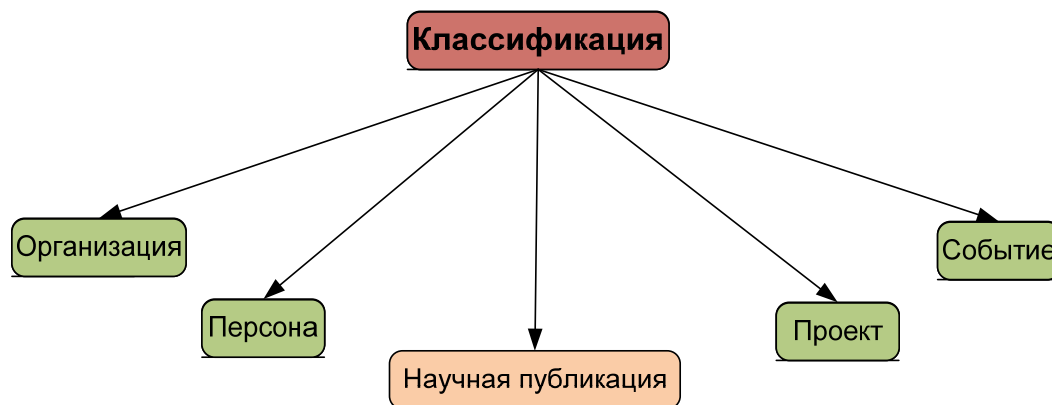 Классификация
Организация
Событие
Персона
Проект
Научная публикация